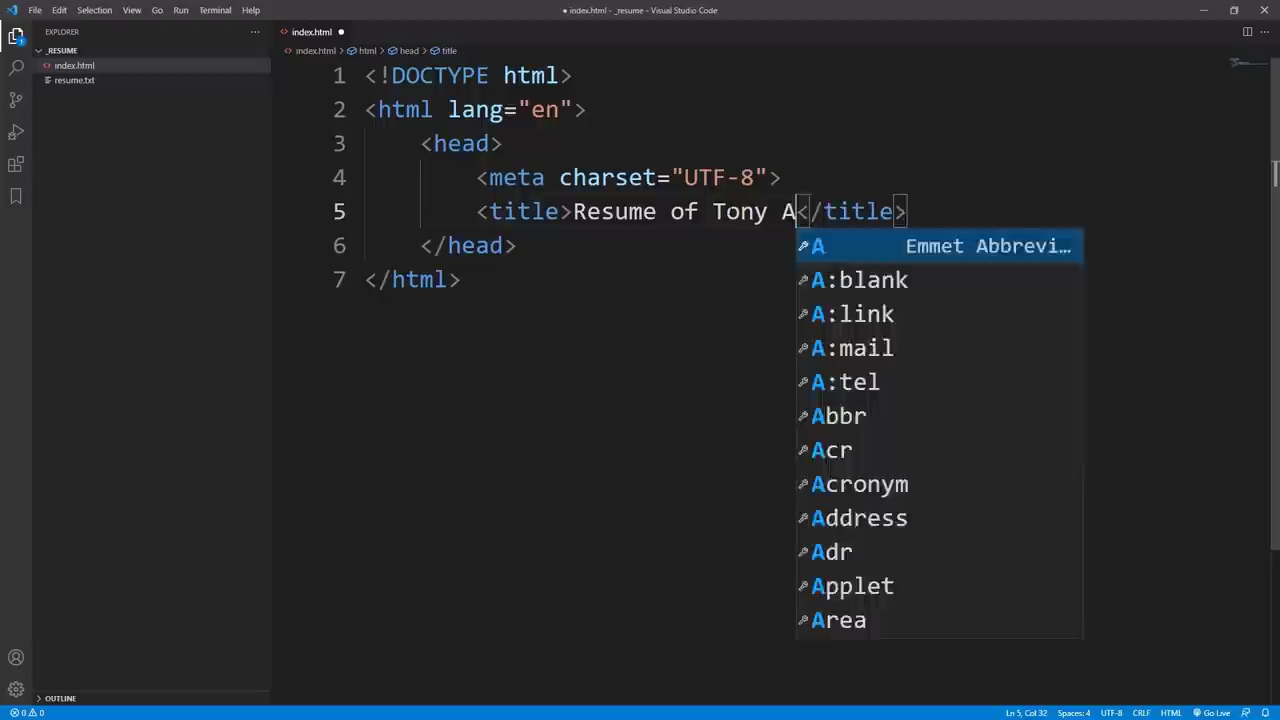 File Edit Selection View Go Run Terminal Help
● index.html - _resume - Visual Studio Code
EXPLORER ...
index.html ●
_RESUME
index.html > html > head > title
index.html
resume.txt
1 <!DOCTYPE html>
2 <html lang="en">
3 <head>
4 <meta charset="UTF-8">
5 <title>Resume of Tony A</title>
6 </head>
7 </html>
A Emmet Abbrevi…
A:blank
A:link
A:mail
A:tel
Abbr
Acr
Acronym
Address
Adr
Applet
Area
OUTLINE
0 0 Ln 5, Col 32 Spaces: 4 UTF-8 CRLF HTML Go Live